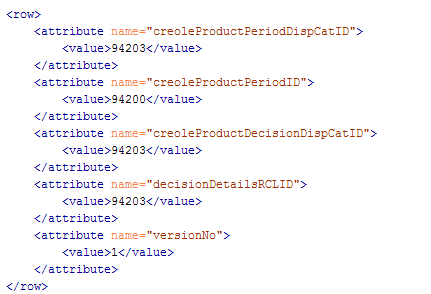 <row>
<attribute name="creoleProductPeriodDispCatID">
<value>94203</value>
</attribute>
<attribute name="creoleProductPeriodID">
<value>94200</value>
</attribute>
<attribute name="creoleProductDecisionDispCatID">
<value>94203</value>
</attribute>
<attribute name="decisionDetailsRCLID">
<value>94203</value>
</attribute>
<attribute name="versionNo">
<value>1</value>
</attribute>
</row>